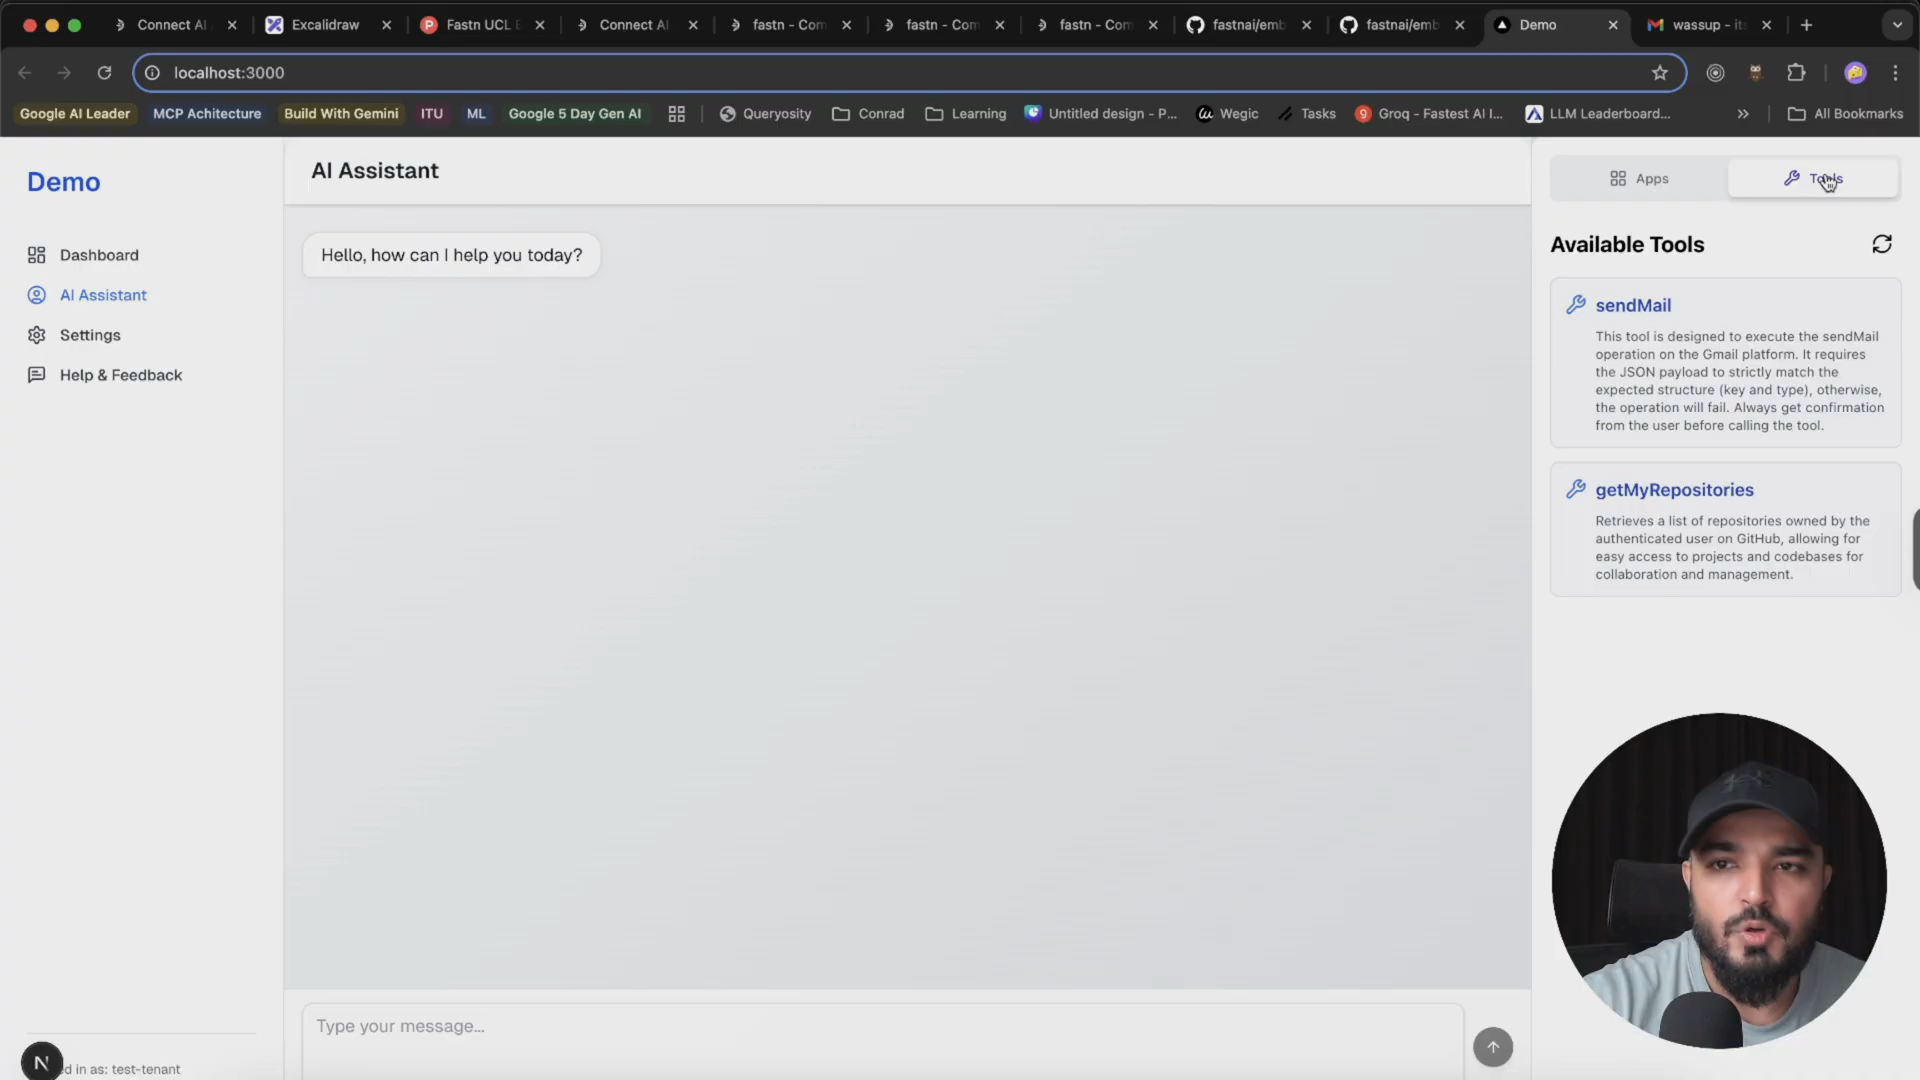 Connect AI
Excalidraw
Fastn UCL
Connect AI
fastn - Com
fastn - Com
fastn - Com
fastnai/emb
fastnai/emb
Demo
wassup - its
localhost:3000
Google AI Leader
MCP Achitecture
Build With Gemini
ITU
ML
Google 5 Day Gen AI
Queryosity
Conrad
Learning
Untitled design - P...
Wegic
Tasks
Groq - Fastest AI I...
LLM Leaderboard...
All Bookmarks
Demo
Dashboard
AI Assistant
Settings
Help & Feedback
N
d in as: test-tenant
AI Assistant
Hello, how can I help you today?
Type your message...
Apps
Tools
Available Tools
sendMail
This tool is designed to execute the sendMail
operation on the Gmail platform. It requires
the JSON payload to strictly match the
expected structure (key and type), otherwise,
the operation will fail. Always get confirmation
from the user before calling the tool.
getMyRepositories
Retrieves a list of repositories owned by the
authenticated user on GitHub, allowing for
easy access to projects and codebases for
collaboration and management.